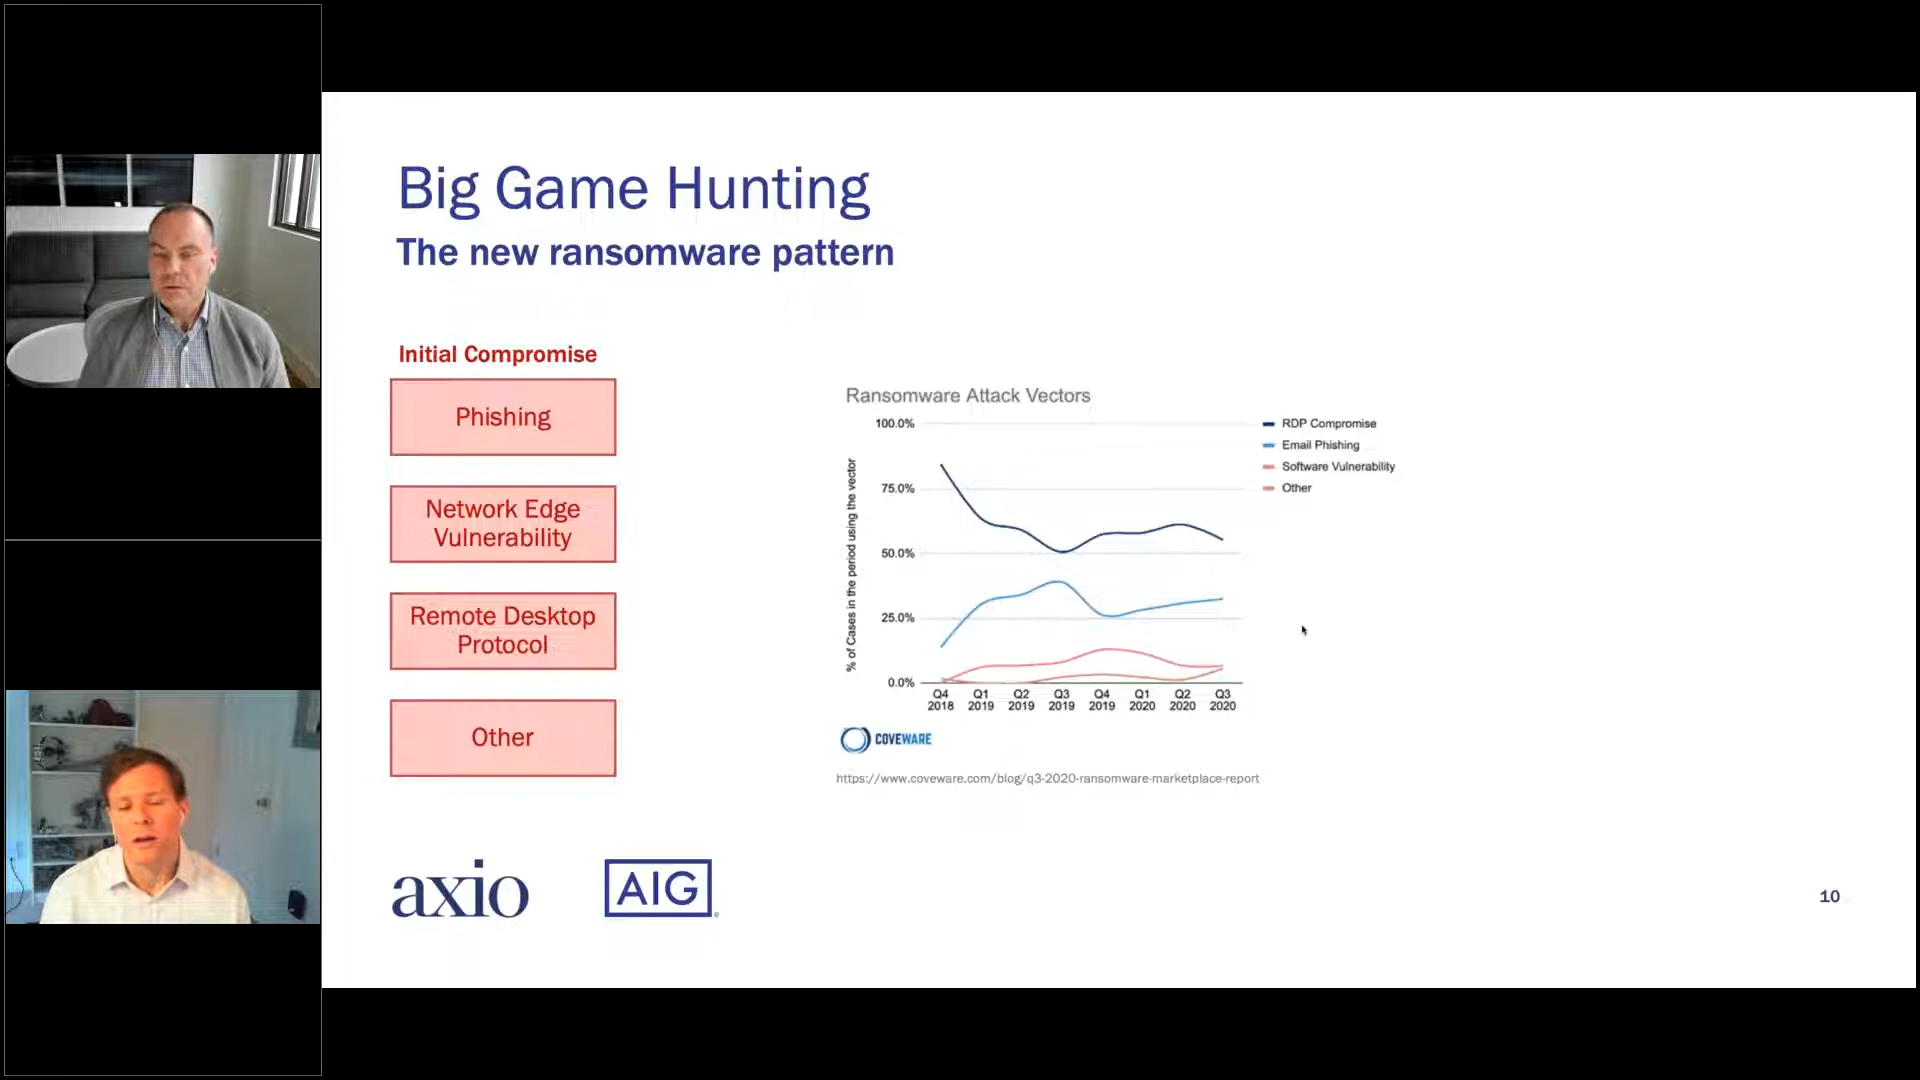 Big Game Hunting
The new ransomware pattern
Initial Compromise
Phishing
Network Edge
Vulnerability
Remote Desktop
Protocol
Other
Ransomware Attack Vectors
% of Cases in the period using the vector
100.0%
75.0%
50.0%
25.0%
0.0%
Q4 Q1 Q2 Q3 Q4 Q1 Q2 Q3
2018 2019 2019 2019 2019 2020 2020 2020
RDP Compromise
Email Phishing
Software Vulnerability
Other
COVEWARE
https://www.coveware.com/blog/q3-2020-ransomware-marketplace-report
axio
AIG
10